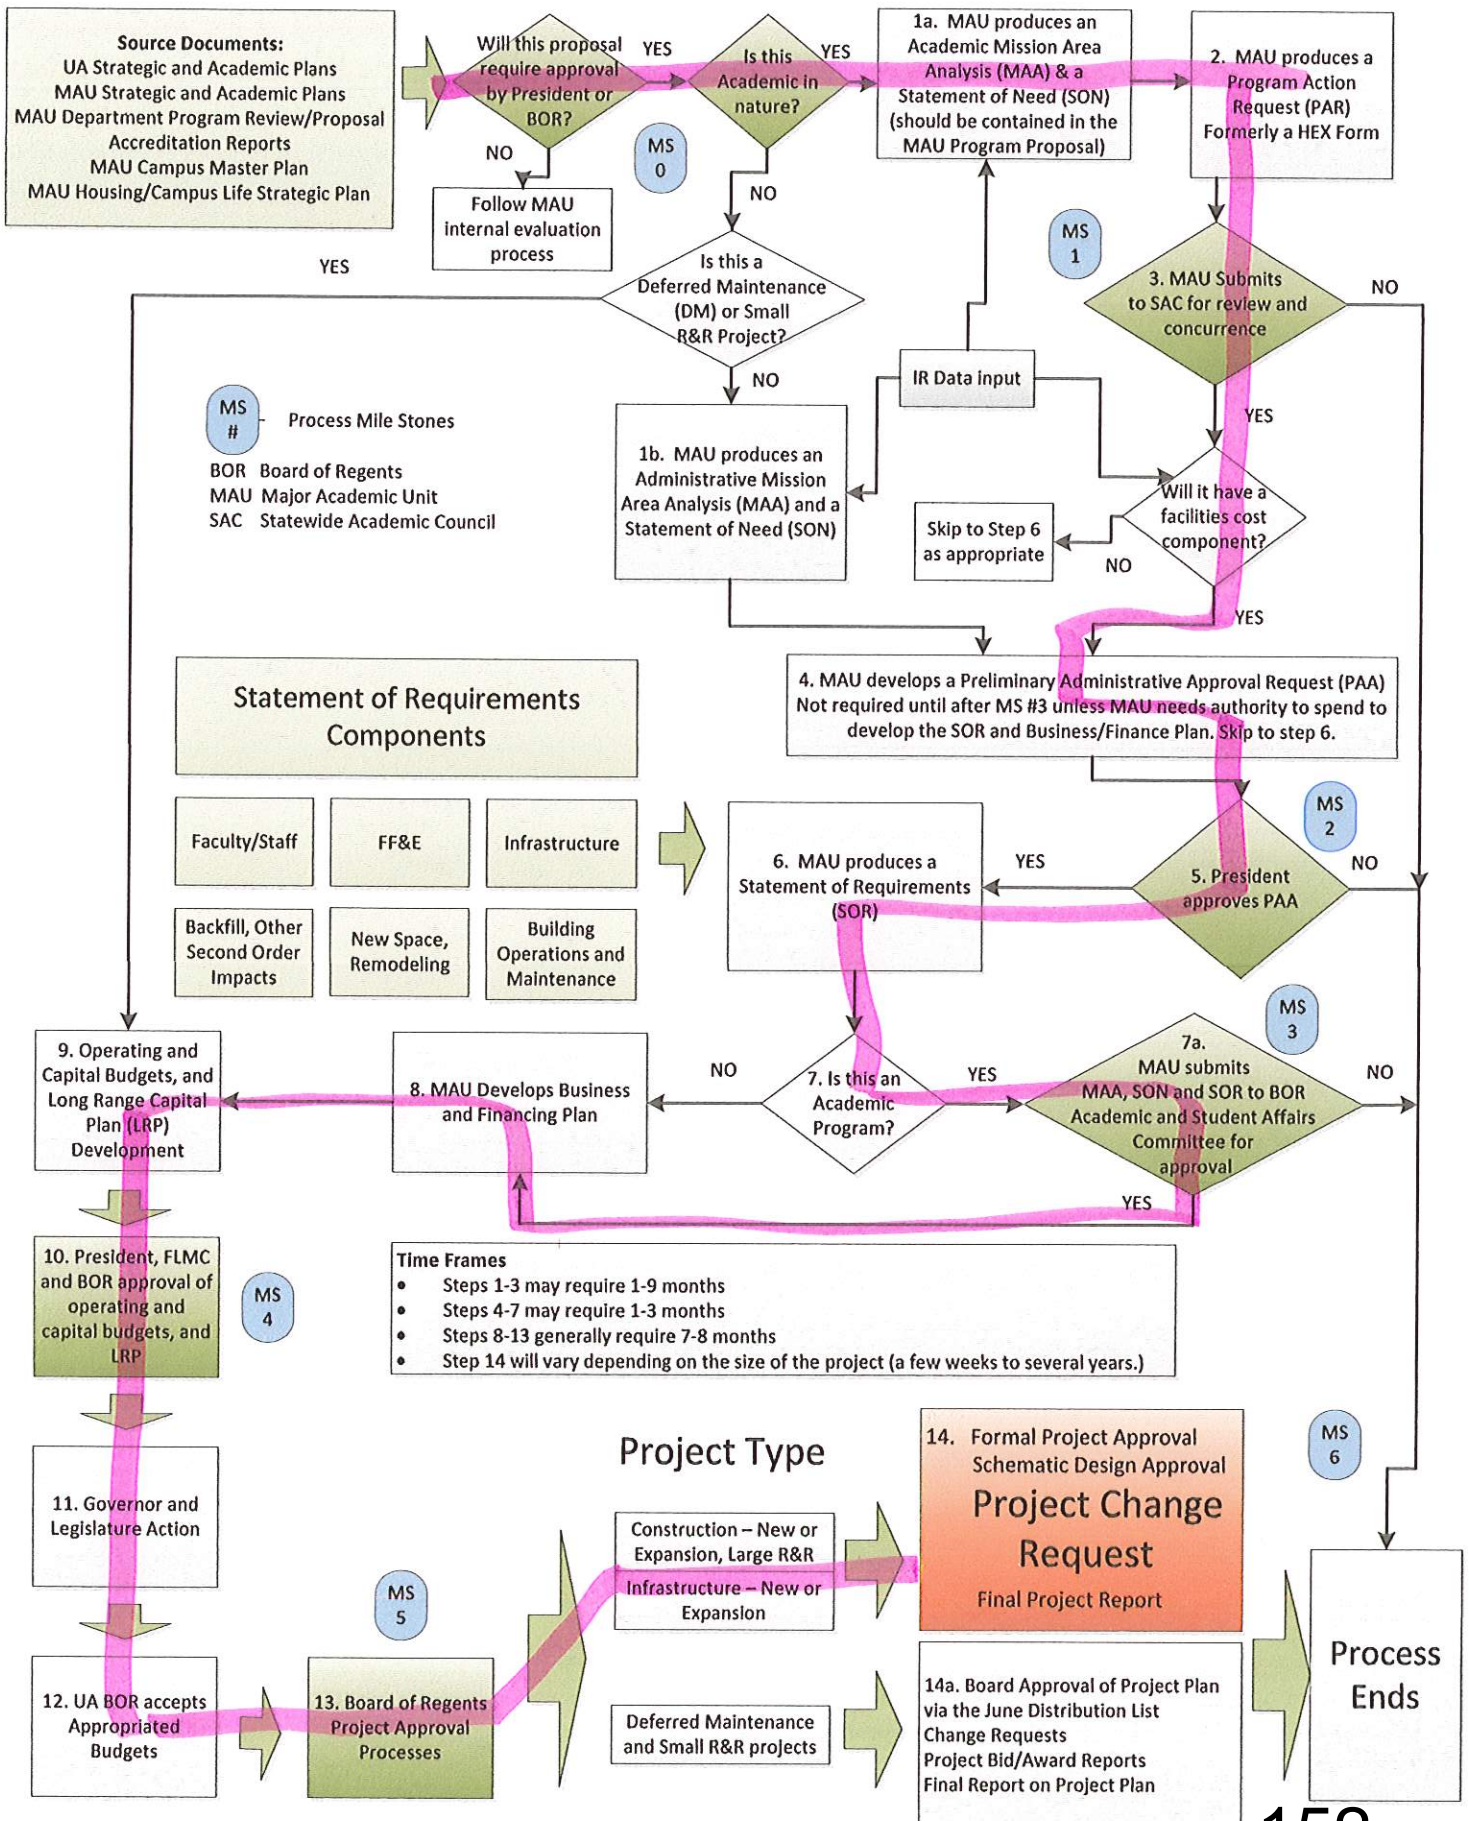 Source Documents:
UA Strategic and Academic Plans
MAU Strategic and Academic Plans
MAU Department Program Review/Proposal
Accreditation Reports
MAU Campus Master Plan
MAU Housing/Campus Life Strategic Plan
Will this proposal
require approval
by President or
BOR?
YES
NO
Follow MAU
internal evaluation
process
MS
0
Is this
Academic in
nature?
YES
NO
1a. MAU produces an
Academic Mission Area
Analysis (MAA) & a
Statement of Need (SON)
(should be contained in the
MAU Program Proposal)
2. MAU produces a
Program Action
Request (PAR)
Formerly a HEX Form
MS
1
3. MAU Submits
to SAC for review and
concurrence
NO
YES
YES
Is this a
Deferred Maintenance
(DM) or Small
R&R Project?
NO
IR Data input
MS
#
Process Mile Stones
BOR Board of Regents
MAU Major Academic Unit
SAC Statewide Academic Council
1b. MAU produces an
Administrative Mission
Area Analysis (MAA) and a
Statement of Need (SON)
Will it have a
facilities cost
component?
NO
YES
Skip to Step 6
as appropriate
4. MAU develops a Preliminary Administrative Approval Request (PAA)
Not required until after MS #3 unless MAU needs authority to spend to
develop the SOR and Business/Finance Plan. Skip to step 6.
Statement of Requirements
Components
Faculty/Staff
FF&E
Infrastructure
Backfill, Other
Second Order
Impacts
New Space,
Remodeling
Building
Operations and
Maintenance
MS
2
5. President
approves PAA
NO
YES
6. MAU produces a
Statement of Requirements
(SOR)
MS
3
7. Is this an
Academic
Program?
YES
NO
7a.
MAU submits
MAA, SON and SOR to BOR
Academic and Student Affairs
Committee for
approval
NO
YES
8. MAU Develops Business
and Financing Plan
9. Operating and
Capital Budgets, and
Long Range Capital
Plan (LRP)
Development
10. President, FLMC
and BOR approval of
operating and
capital budgets, and
LRP
MS
4
Time Frames
• Steps 1-3 may require 1-9 months
• Steps 4-7 may require 1-3 months
• Steps 8-13 generally require 7-8 months
• Step 14 will vary depending on the size of the project (a few weeks to several years.)
11. Governor and
Legislature Action
12. UA BOR accepts
Appropriated
Budgets
MS
5
13. Board of Regents
Project Approval
Processes
Project Type
Construction – New or
Expansion, Large R&R
Infrastructure – New or
Expansion
Deferred Maintenance
and Small R&R projects
14. Formal Project Approval
Schematic Design Approval
Project Change
Request
Final Project Report
14a. Board Approval of Project Plan
via the June Distribution List
Change Requests
Project Bid/Award Reports
Final Report on Project Plan
MS
6
Process
Ends